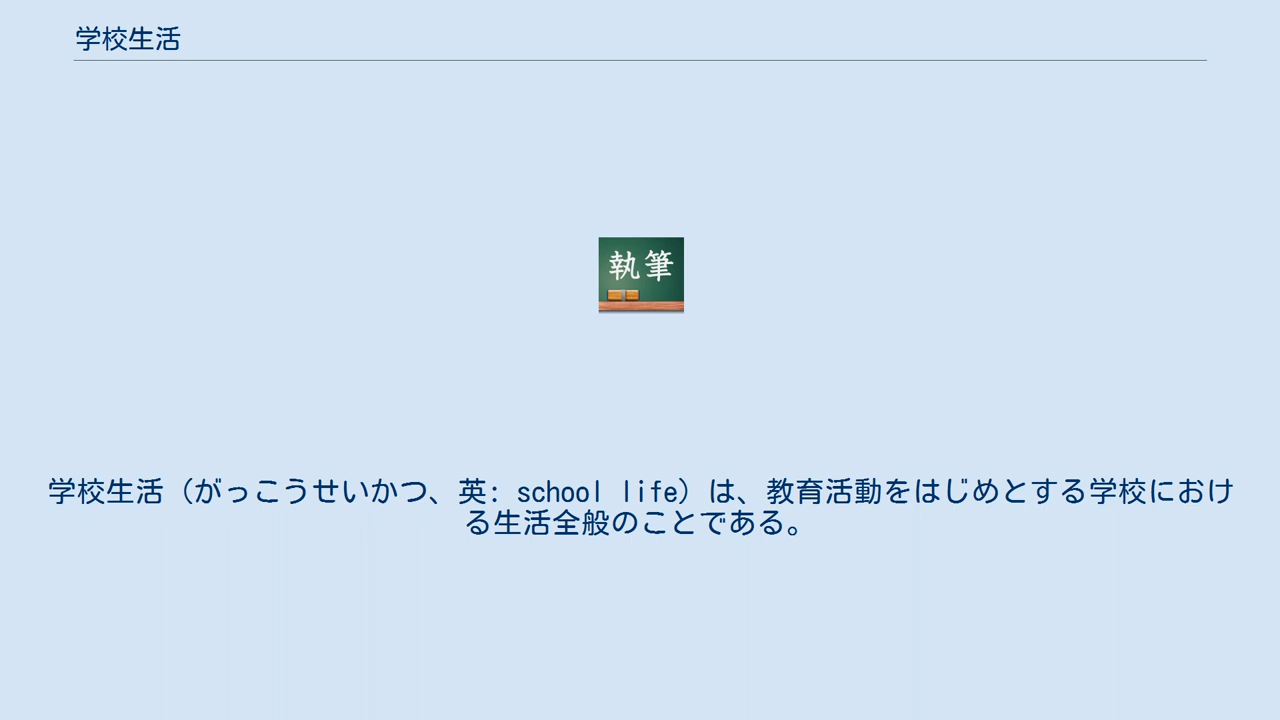 学校生活
執筆
学校生活（がっこうせいかつ、英: school life）は、教育活動をはじめとする学校におけ
る生活全般のことである。